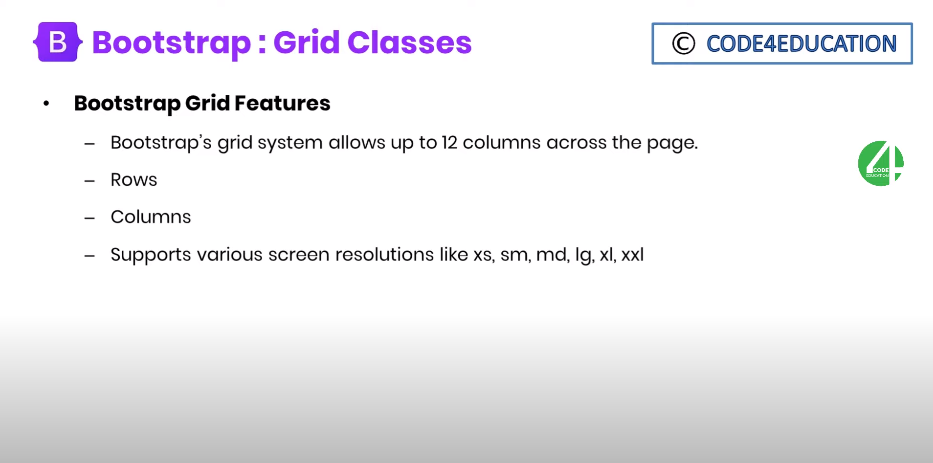 B Bootstrap : Grid Classes
© CODE4EDUCATION
• Bootstrap Grid Features
– Bootstrap's grid system allows up to 12 columns across the page.
4
CODE
EDUCATION
– Rows
– Columns
– Supports various screen resolutions like xs, sm, md, lg, xl, xxl